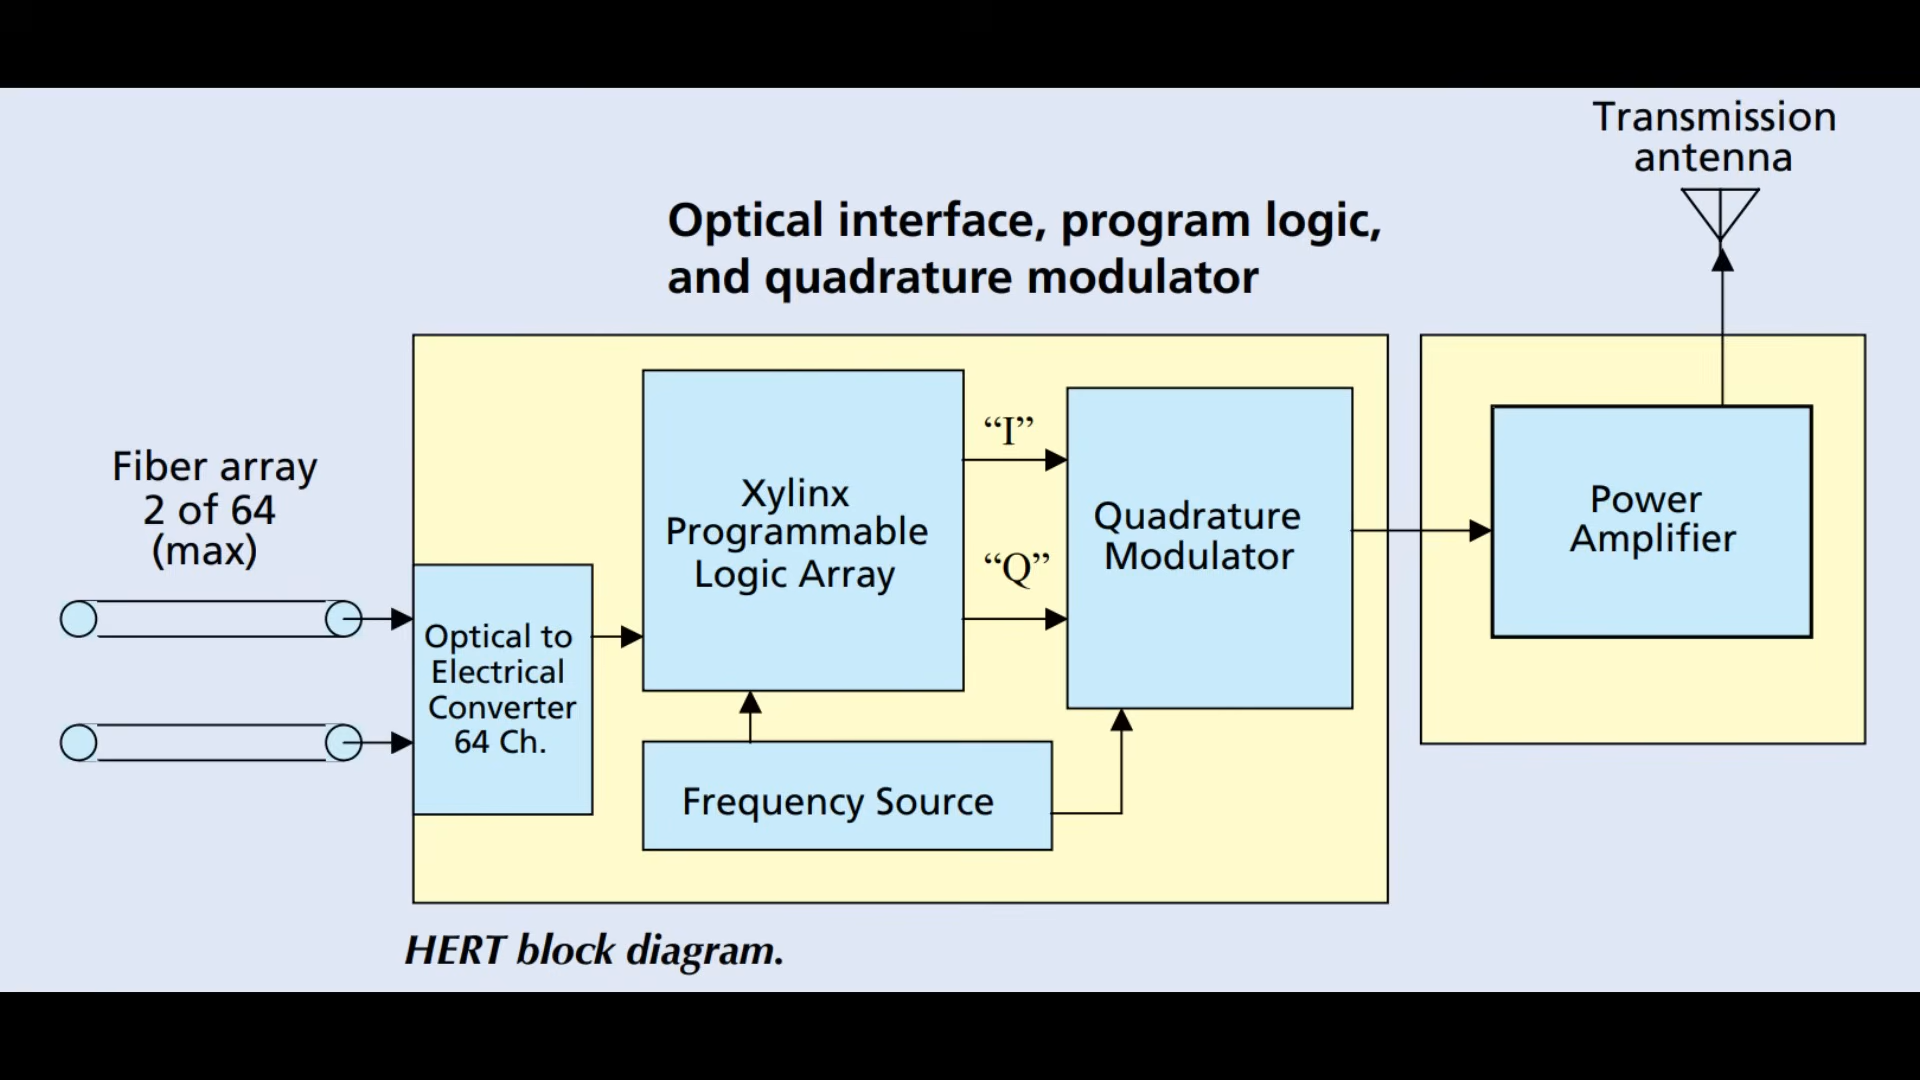 Transmission
antenna
Optical interface, program logic,
and quadrature modulator
Fiber array
2 of 64
(max)
Optical to
Electrical
Converter
64 Ch.
Xylinx
Programmable
Logic Array
“I”
“Q”
Quadrature
Modulator
Power
Amplifier
Frequency Source
HERT block diagram.